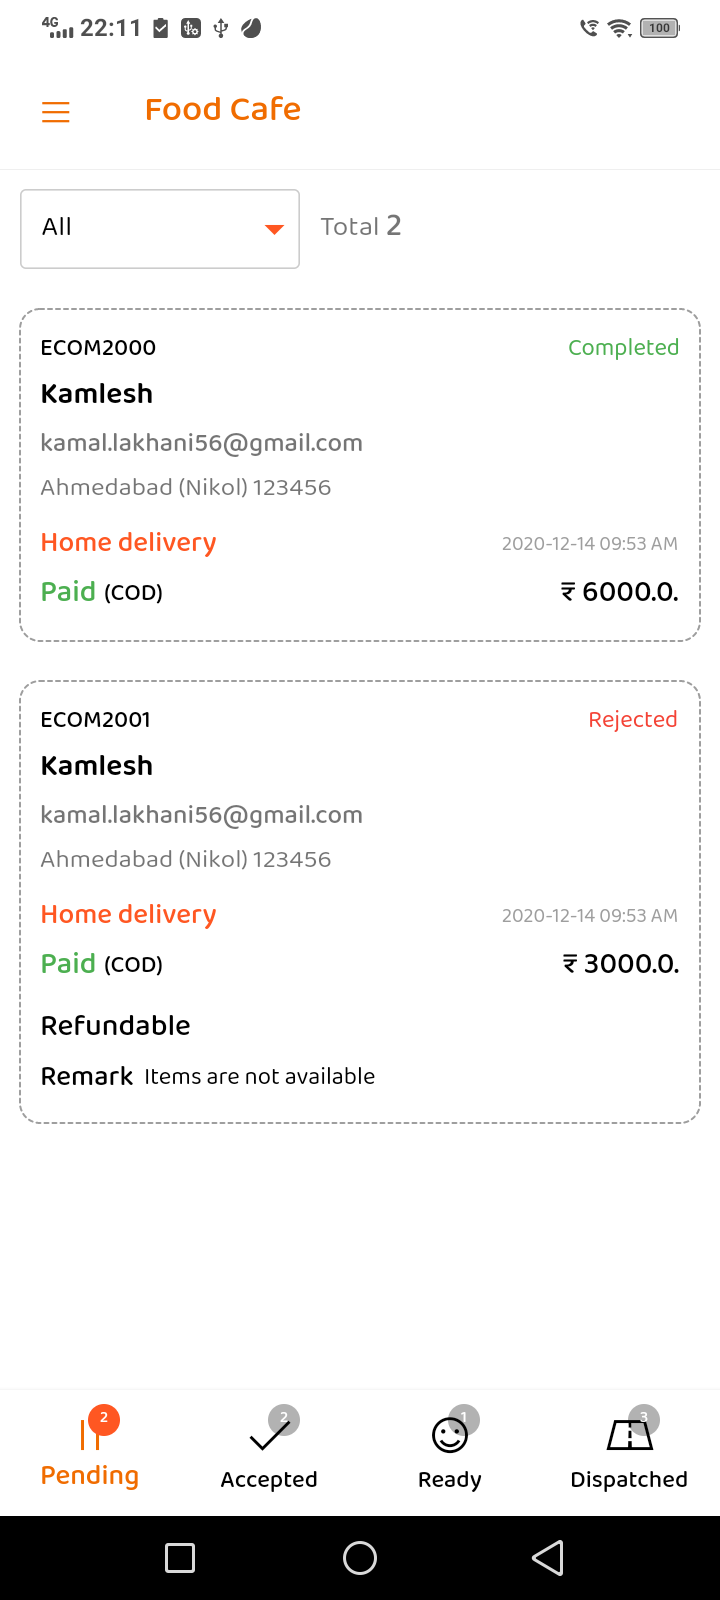 4G 22:11 100
Food Cafe
All Total 2
ECOM2000 Completed
Kamlesh
kamal.lakhani56@gmail.com
Ahmedabad (Nikol) 123456
Home delivery 2020-12-14 09:53 AM
Paid (COD) ₹ 6000.0.
ECOM2001 Rejected
Kamlesh
kamal.lakhani56@gmail.com
Ahmedabad (Nikol) 123456
Home delivery 2020-12-14 09:53 AM
Paid (COD) ₹ 3000.0.
Refundable
Remark Items are not available
2 2 1 3
Pending Accepted Ready Dispatched